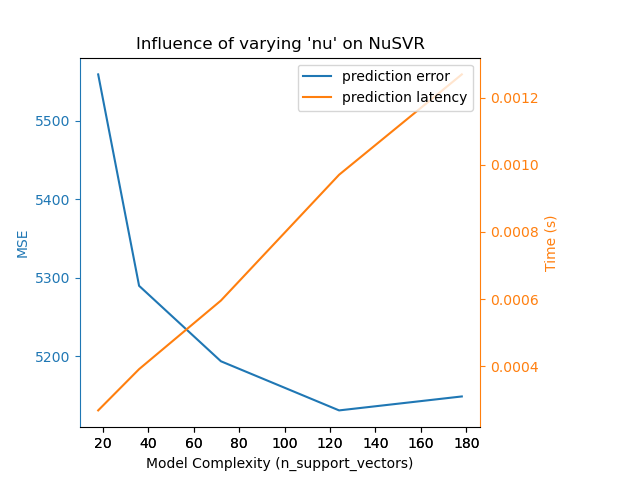 Influence of varying 'nu' on NuSVR
prediction error
prediction latency
5500
5400
5300
5200
MSE
0.0012
0.0010
0.0008
0.0006
0.0004
Time (s)
20 40 60 80 100 120 140 160 180
Model Complexity (n_support_vectors)